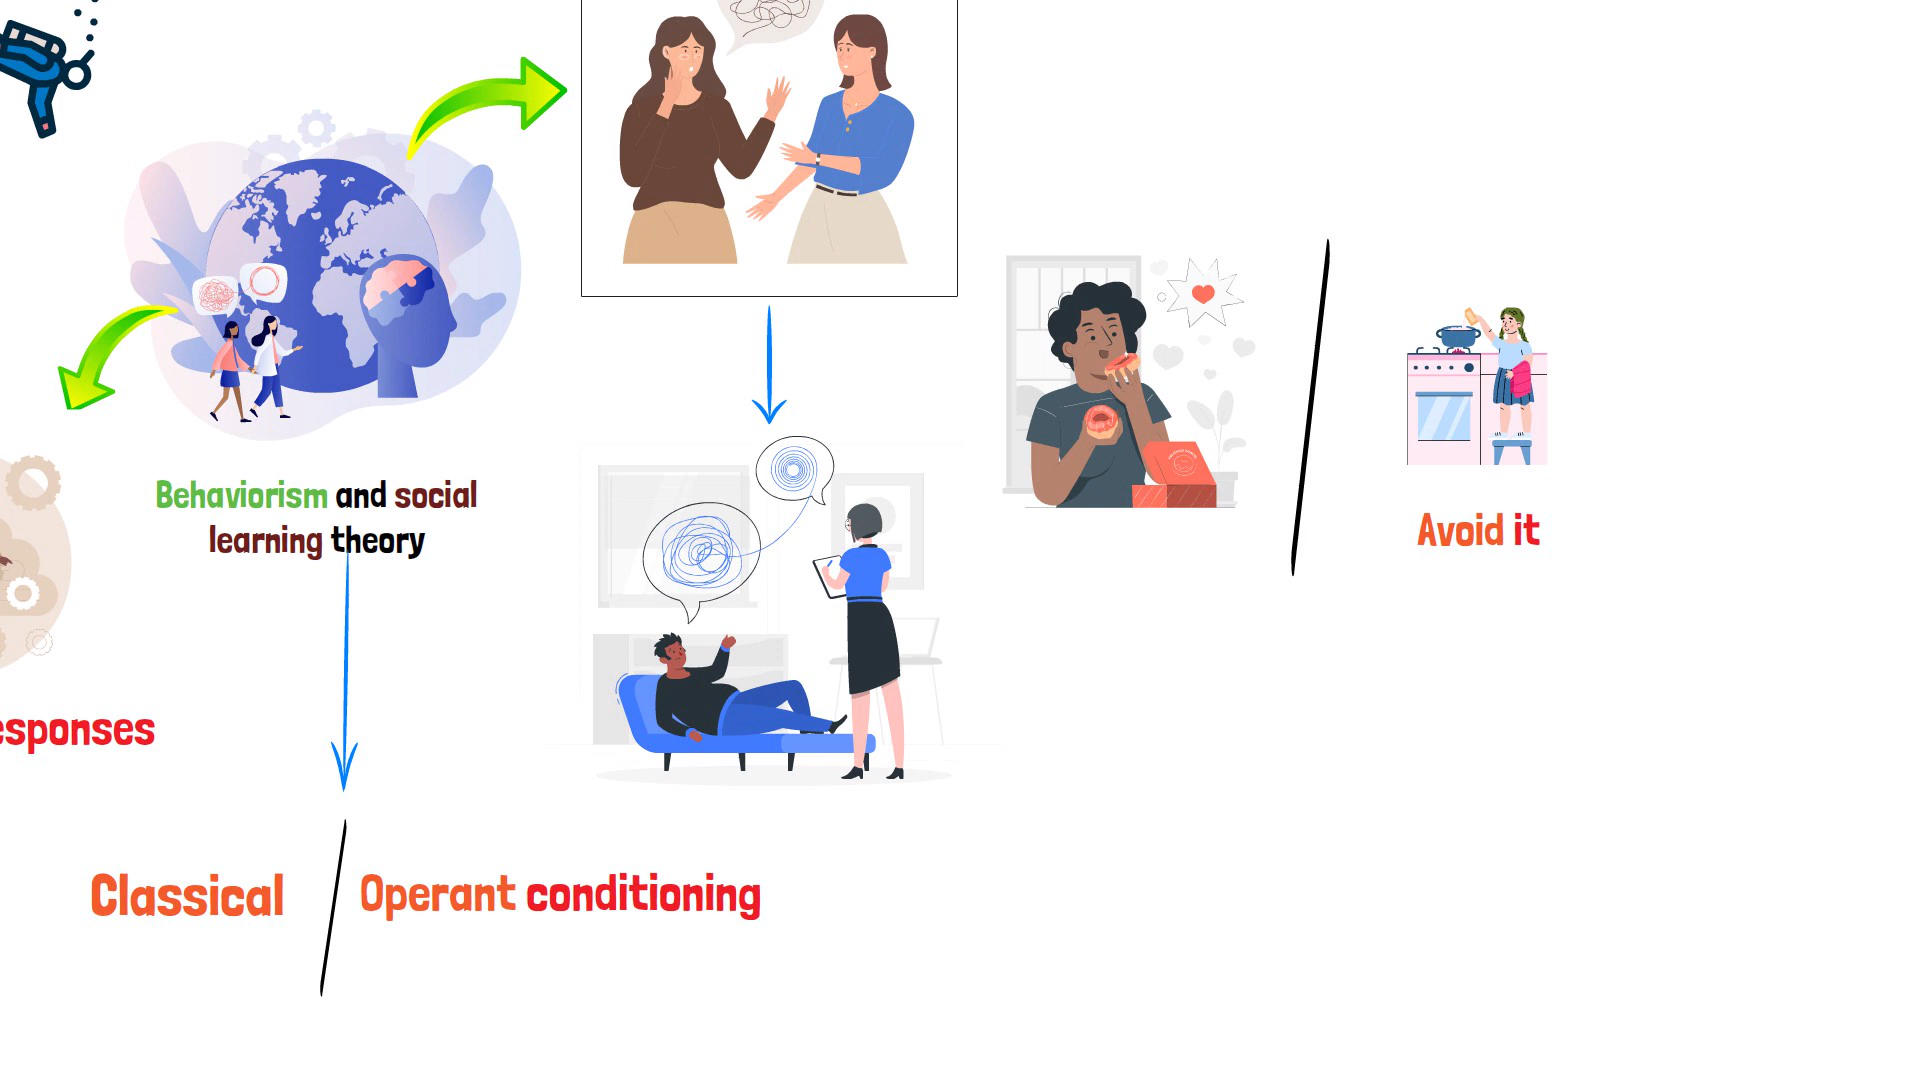 Behaviorism and social
learning theory
Avoid it
esponses
Classical
Operant conditioning